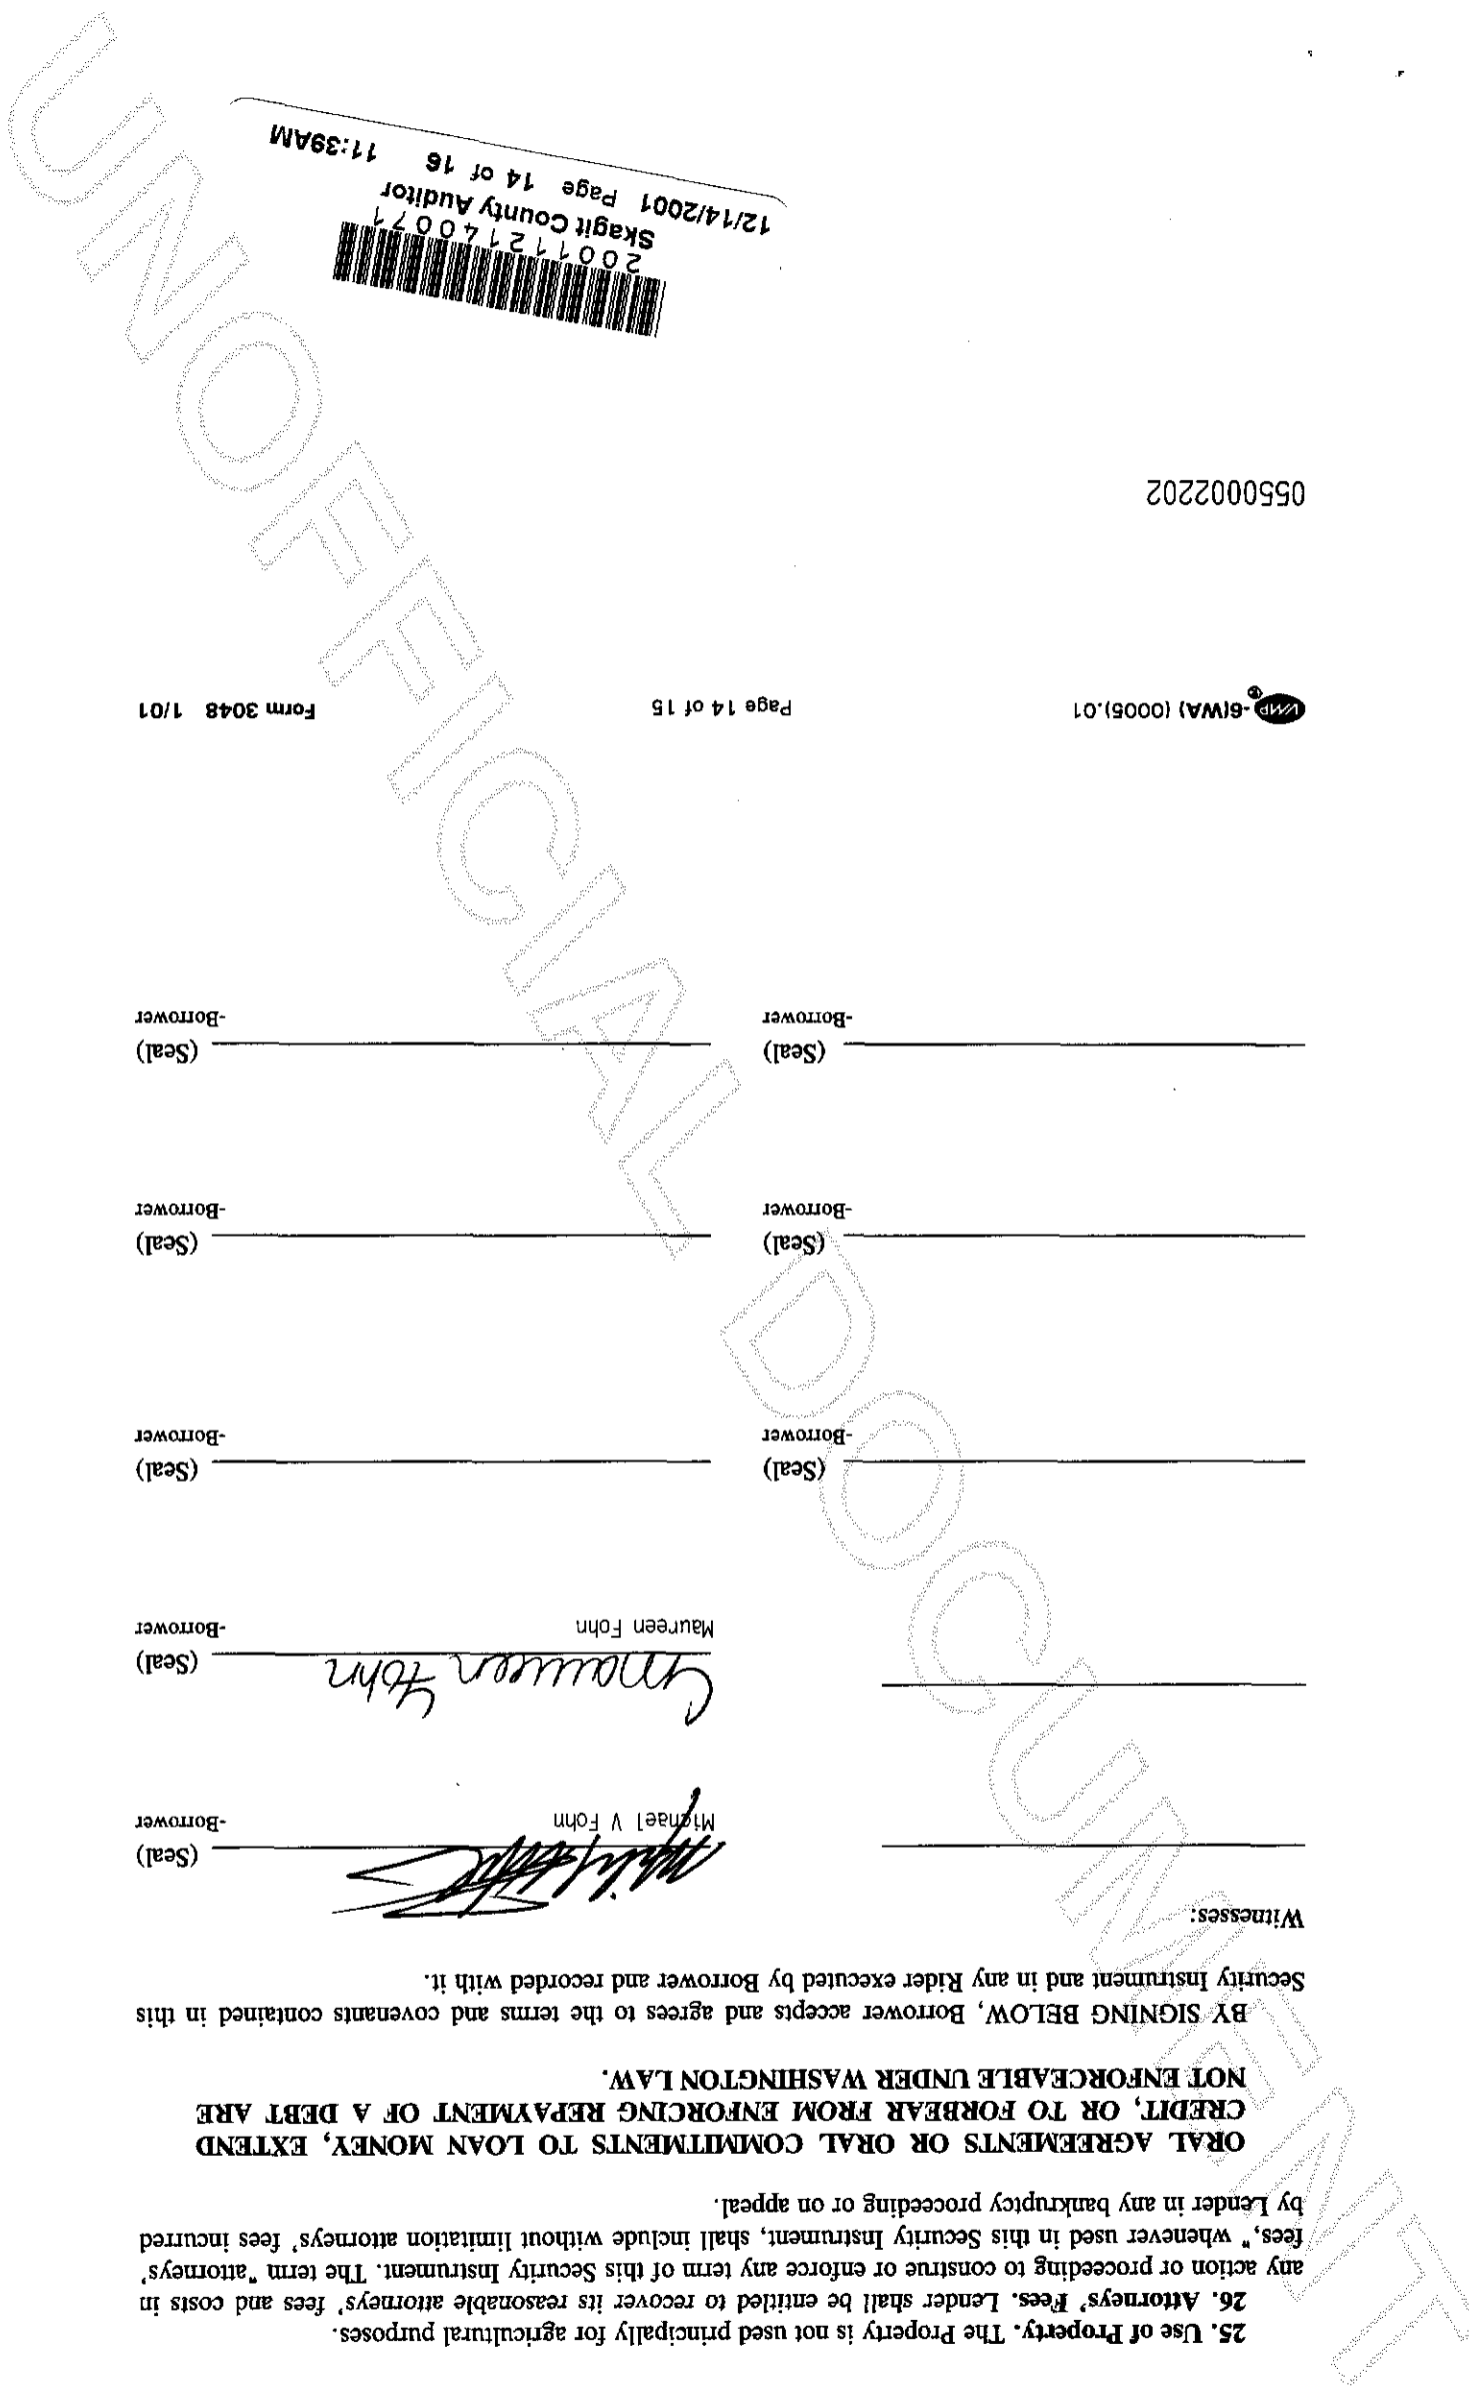 25. Use of Property. The Property is not used principally for agricultural purposes.
26. Attorneys' Fees. Lender shall be entitled to recover its reasonable attorneys' fees and costs in
any action or proceeding to construe or enforce any term of this Security Instrument. The term "attorneys'
fees," whenever used in this Security Instrument, shall include without limitation attorneys' fees incurred
by Lender in any bankruptcy proceeding or on appeal.
ORAL AGREEMENTS OR ORAL COMMITMENTS TO LOAN MONEY, EXTEND
CREDIT, OR TO FORBEAR FROM ENFORCING REPAYMENT OF A DEBT ARE
NOT ENFORCEABLE UNDER WASHINGTON LAW.
BY SIGNING BELOW, Borrower accepts and agrees to the terms and covenants contained in this
Security Instrument and in any Rider executed by Borrower and recorded with it.
Witnesses:
(Seal)
Michael V Fohn -Borrower
Maureen Fohn (Seal)
Maureen Fohn -Borrower
(Seal) (Seal)
-Borrower -Borrower
(Seal) (Seal)
-Borrower -Borrower
(Seal) (Seal)
-Borrower -Borrower
VMP -6(WA) (0005).01 Page 14 of 15 Form 3048 1/01
0550002202
200112140071
Skagit County Auditor
12/14/2001 Page 14 of 16 11:39AM
UNOFFICIAL DOCUMENT